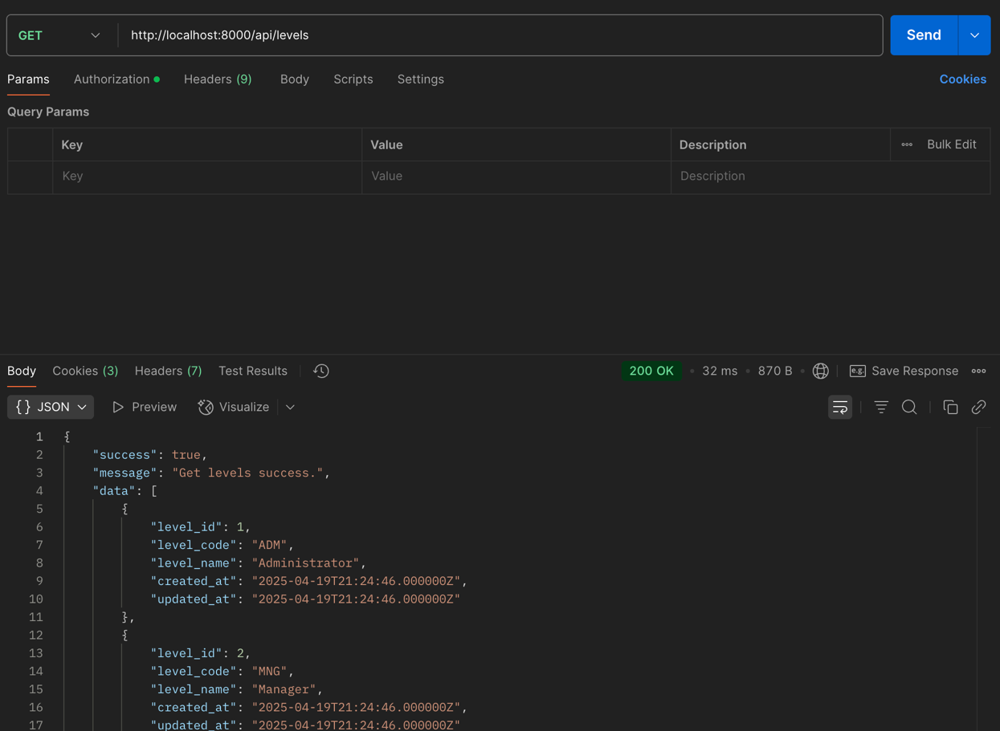 GET http://localhost:8000/api/levels Send
Params Authorization Headers (9) Body Scripts Settings Cookies
Query Params
Key Value Description Bulk Edit
Key Value Description
Body Cookies (3) Headers (7) Test Results 200 OK 32 ms 870 B e.g. Save Response
{} JSON Preview Visualize
1 {
2 "success": true,
3 "message": "Get levels success.",
4 "data": [
5 {
6 "level_id": 1,
7 "level_code": "ADM",
8 "level_name": "Administrator",
9 "created_at": "2025-04-19T21:24:46.000000Z",
10 "updated_at": "2025-04-19T21:24:46.000000Z"
11 },
12 {
13 "level_id": 2,
14 "level_code": "MNG",
15 "level_name": "Manager",
16 "created_at": "2025-04-19T21:24:46.000000Z",
17 "updated_at": "2025-04-19T21:24:46.000000Z"